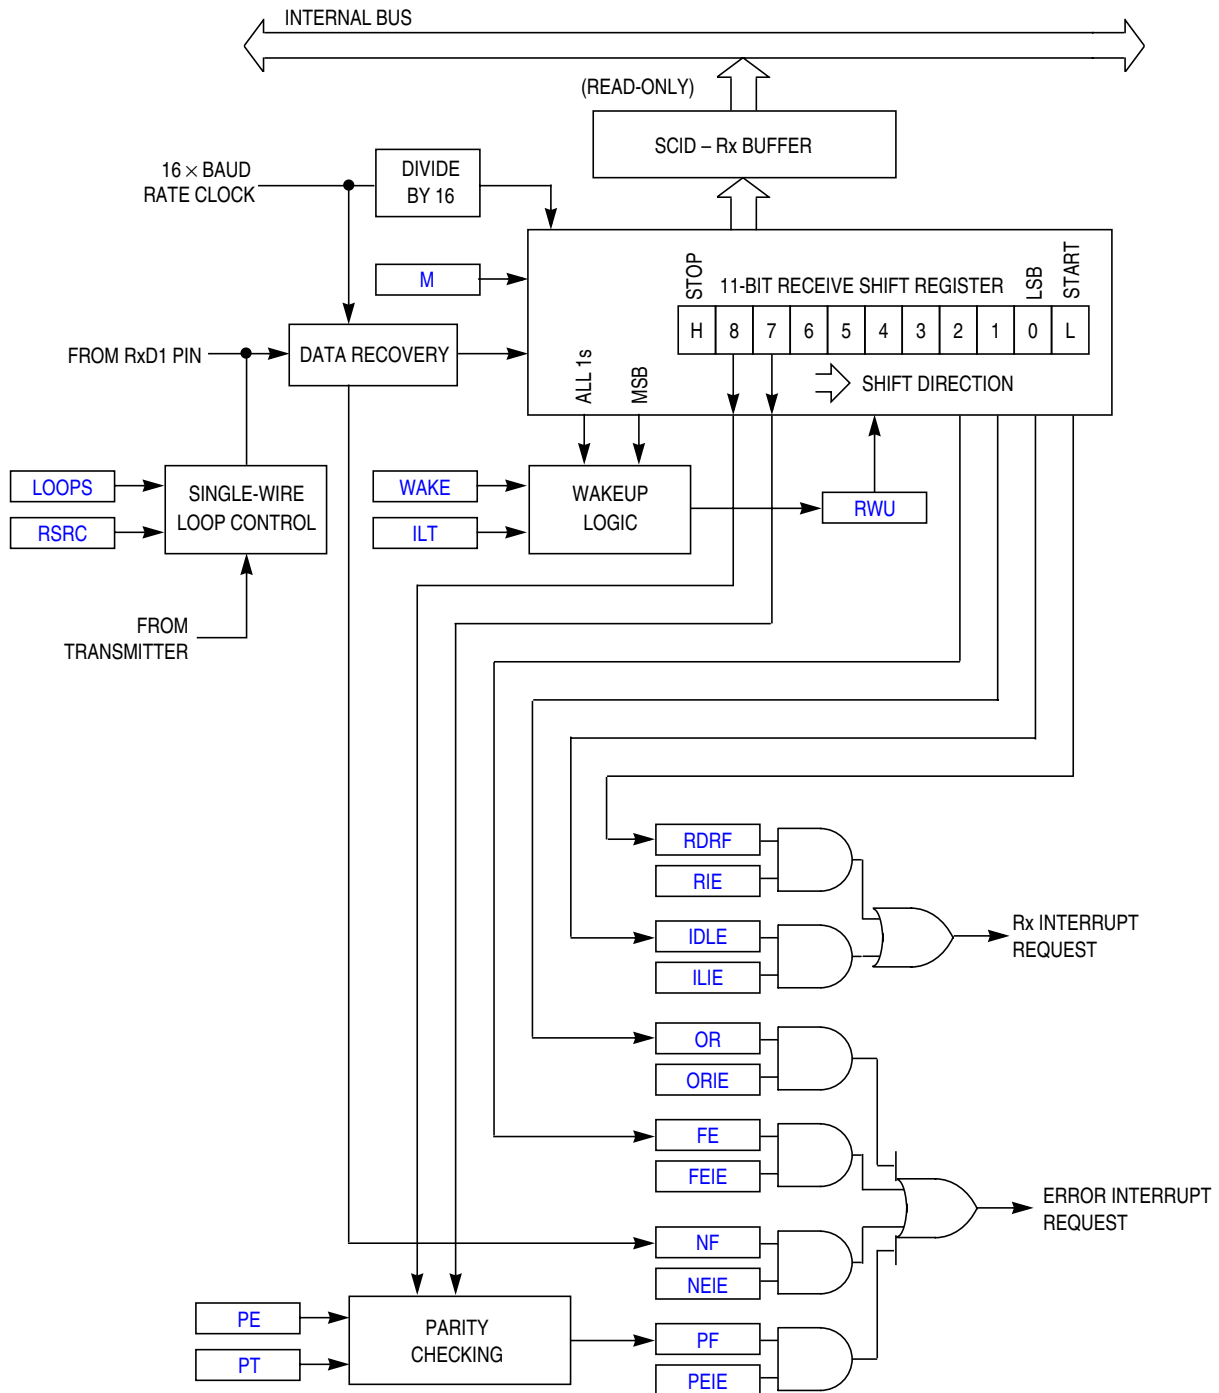 INTERNAL BUS
(READ-ONLY)
SCID – Rx BUFFER
16 × BAUD
RATE CLOCK
DIVIDE
BY 16
M
STOP
11-BIT RECEIVE SHIFT REGISTER
LSB
START
H 8 7 6 5 4 3 2 1 0 L
FROM RxD1 PIN
DATA RECOVERY
ALL 1s
MSB
SHIFT DIRECTION
LOOPS
RSRC
SINGLE-WIRE
LOOP CONTROL
WAKE
ILT
WAKEUP
LOGIC
RWU
FROM
TRANSMITTER
RDRF
RIE
IDLE
ILIE
Rx INTERRUPT
REQUEST
OR
ORIE
FE
FEIE
ERROR INTERRUPT
REQUEST
NF
NEIE
PE
PT
PARITY
CHECKING
PF
PEIE